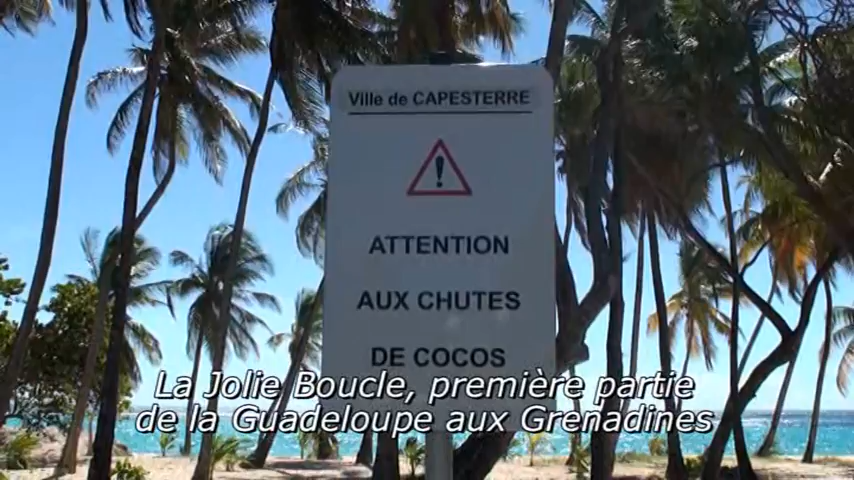 Ville de CAPESTERRE
ATTENTION
AUX CHUTES
DE COCOS
La Jolie Boucle, première partie
de la Guadeloupe aux Grenadines